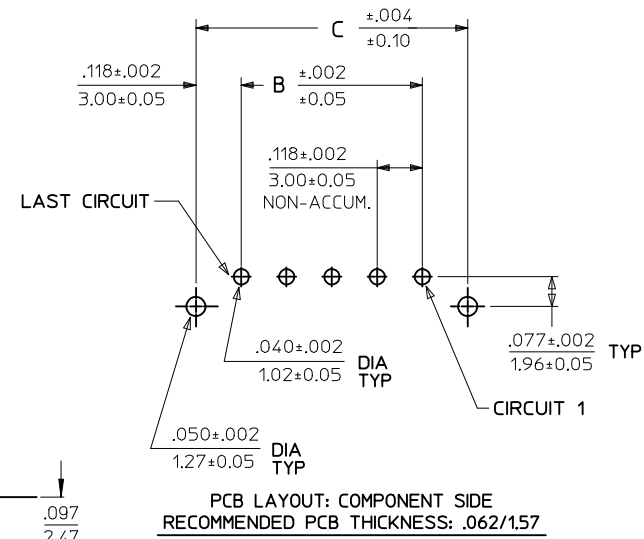 C ±.004
±0.10
.118±.002
3.00±0.05
B ±.002
±0.05
.118±.002
3.00±0.05
NON-ACCUM.
LAST CIRCUIT
.077±.002
1.96±0.05
TYP
.040±.002
1.02±0.05
DIA
TYP
CIRCUIT 1
.050±.002
1.27±0.05
DIA
TYP
.097
2.47
PCB LAYOUT: COMPONENT SIDE
RECOMMENDED PCB THICKNESS: .062/1.57